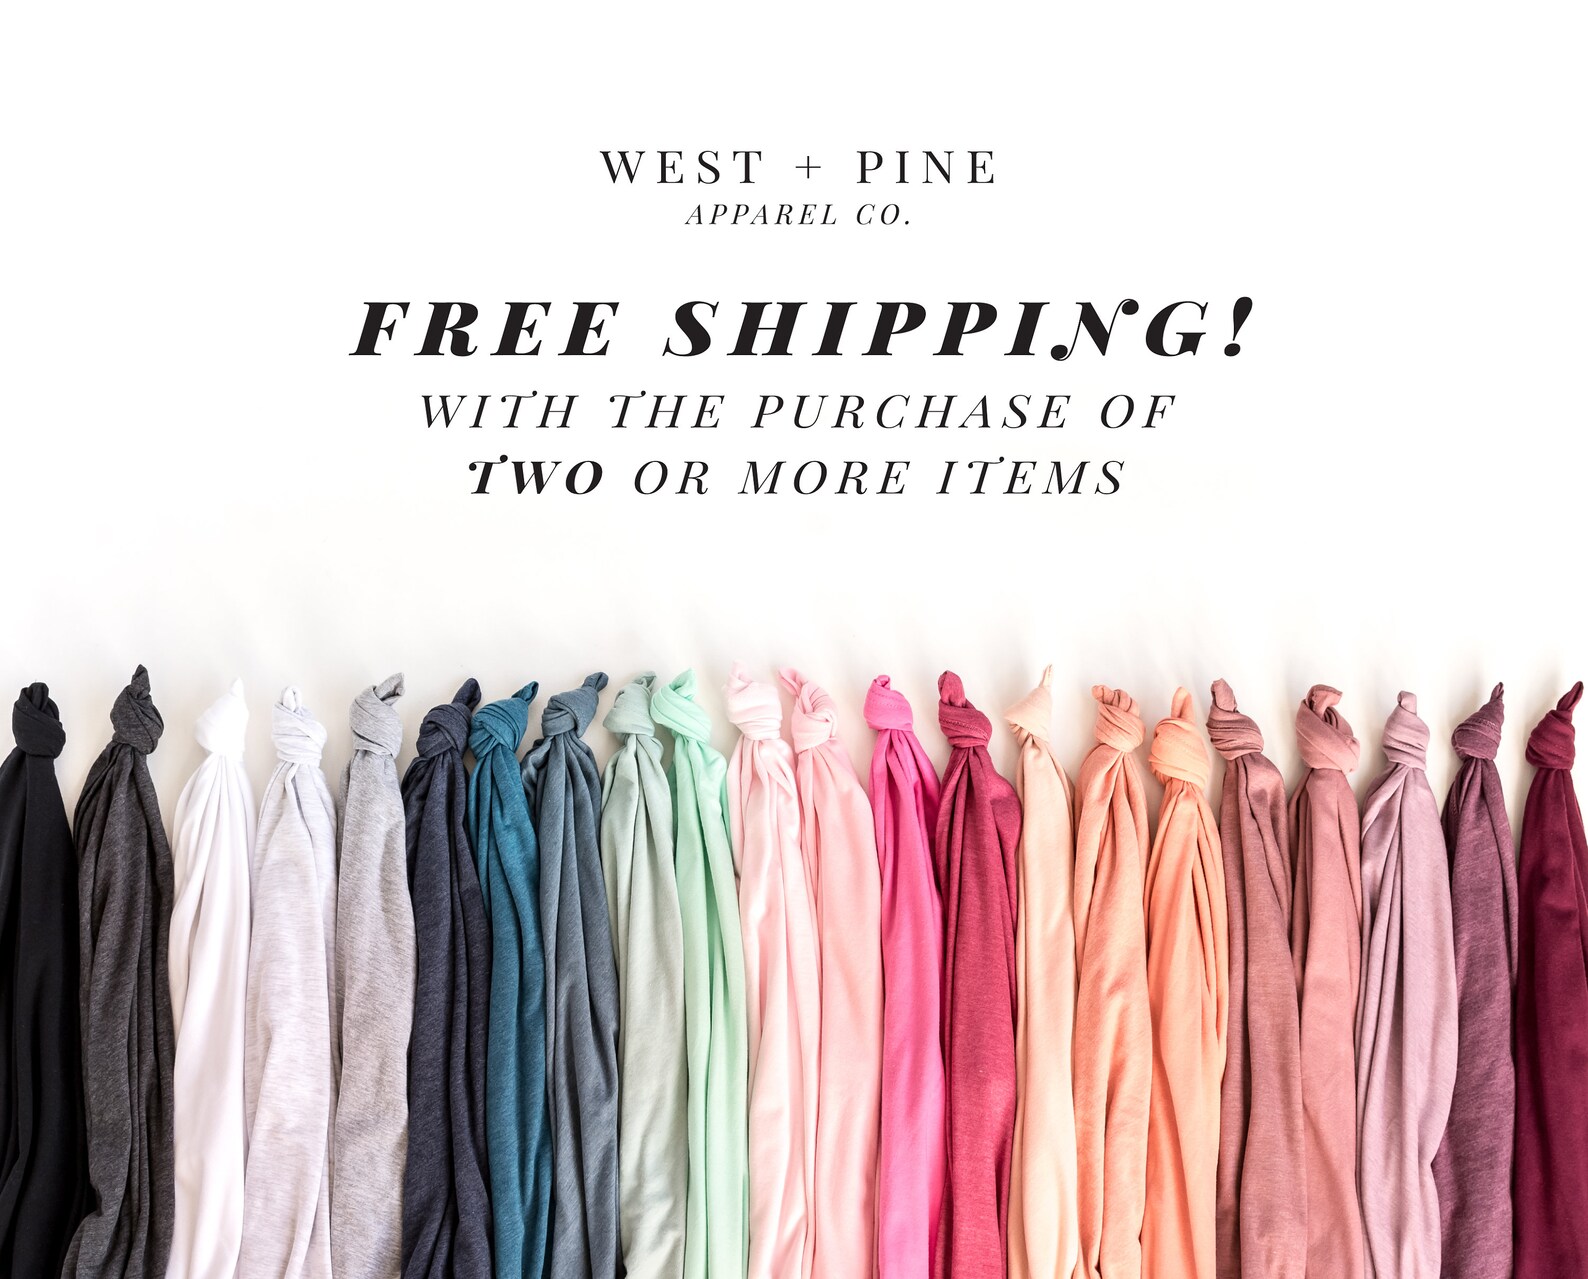 WEST + PINE
APPAREL CO.
FREE SHIPPING!
WITH THE PURCHASE OF
TWO OR MORE ITEMS